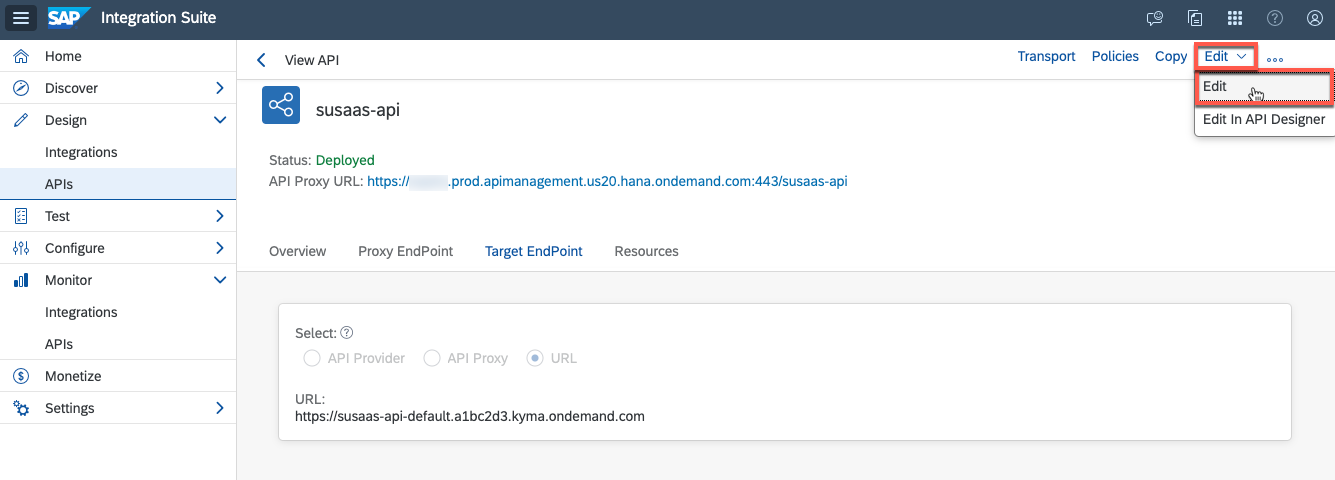 SAP Integration Suite
Home
Discover
Design
Integrations
APIs
Test
Configure
Monitor
Integrations
APIs
Monetize
Settings
View API
Transport Policies Copy Edit
Edit
Edit In API Designer
susaas-api
Status: Deployed
API Proxy URL: https:// .prod.apimanagement.us20.hana.ondemand.com:443/susaas-api
Overview Proxy EndPoint Target EndPoint Resources
Select:
API Provider API Proxy URL
URL:
https://susaas-api-default.a1bc2d3.kyma.ondemand.com